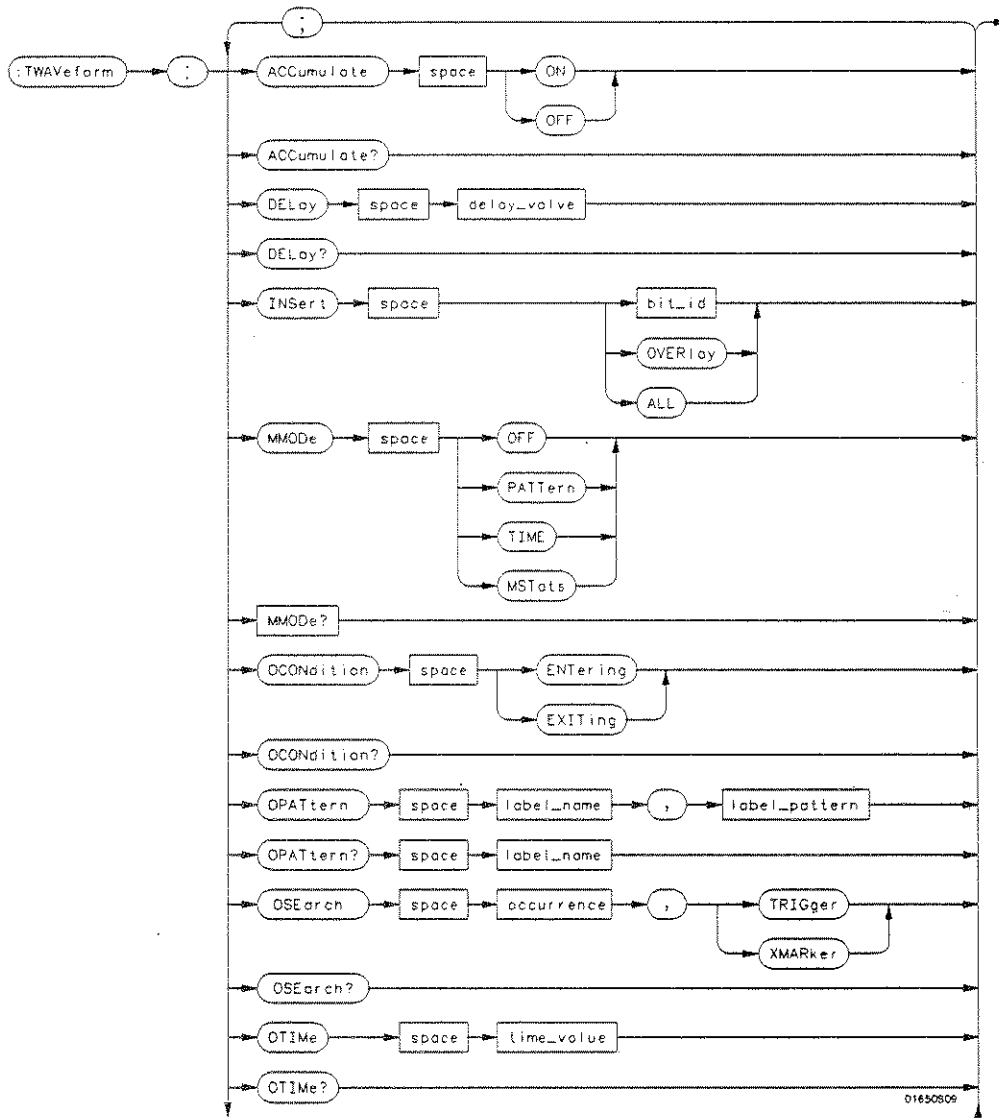 ;
:TWAVeform : ACCumulate space ON
OFF
ACCumulate?
DELay space delay_value
DELay?
INSert space bit_id
OVERlay
ALL
MMODe space OFF
PATTern
TIME
MSTats
MMODe?
OCONdition space ENTering
EXITing
OCONdition?
OPATtern space label_name , label_pattern
OPATtern? space label_name
OSEarch space occurrence , TRIGger
XMARker
OSEarch?
OTIMe space time_value
OTIMe?
01650S09